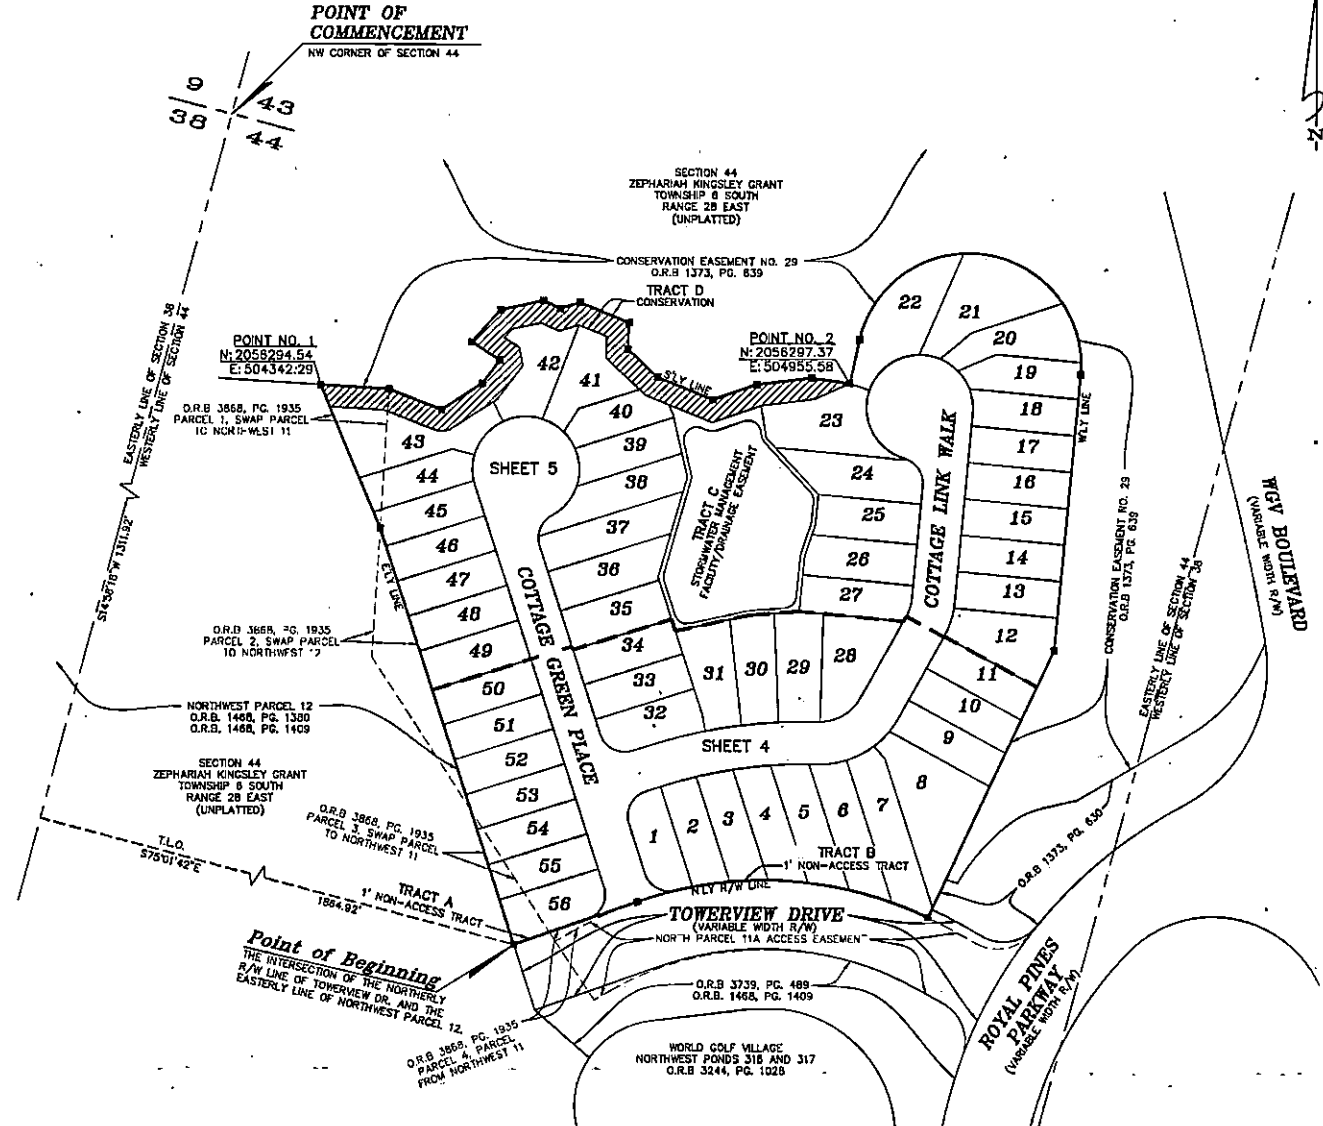 POINT OF
COMMENCEMENT
NW CORNER OF SECTION 44
9
43
38
44
-N-
SECTION 44
ZEPHARIAH KINGSLEY GRANT
TOWNSHIP 6 SOUTH
RANGE 28 EAST
(UNPLATTED)
CONSERVATION EASEMENT NO. 29
O.R.B 1373, PG. 639
TRACT D
CONSERVATION
POINT NO. 1
N: 2056294.54
E: 504342.29
POINT NO. 2
N: 2056297.37
E: 504955.58
S'LY LINE
EASTERLY LINE OF SECTION 38
WESTERLY LINE OF SECTION 44
S14°58'18"W 1311.92'
O.R.B 3868, PG. 1935
PARCEL 1, SWAP PARCEL
TO NORTHWEST 11
22
21
20
19
18
17
16
15
14
13
12
11
10
9
8
W'LY LINE
42
41
40
39
38
37
36
35
34
33
32
31
30
29
28
23
24
25
26
27
43
44
45
46
47
48
49
50
51
52
53
54
55
56
SHEET 5
COTTAGE GREEN PLACE
COTTAGE LINK WALK
TRACT C
STORMWATER MANAGEMENT
FACILITY/DRAINAGE EASEMENT
E'LY LINE
O.R.B 3868, PG. 1935
PARCEL 2, SWAP PARCEL
TO NORTHWEST 12
NORTHWEST PARCEL 12
O.R.B. 1468, PG. 1380
O.R.B. 1468, PG. 1409
SECTION 44
ZEPHARIAH KINGSLEY GRANT
TOWNSHIP 6 SOUTH
RANGE 28 EAST
(UNPLATTED)
O.R.B 3868, PG. 1935
PARCEL 3, SWAP PARCEL
TO NORTHWEST 11
T.L.O.
S75°01'42"E
1864.92'
TRACT A
1' NON-ACCESS TRACT
SHEET 4
1
2
3
4
5
6
7
TRACT B
1' NON-ACCESS TRACT
N'LY R/W LINE
TOWERVIEW DRIVE
(VARIABLE WIDTH R/W)
NORTH PARCEL 11A ACCESS EASEMENT
Point of Beginning
THE INTERSECTION OF THE NORTHERLY
R/W LINE OF TOWERVIEW DR. AND THE
EASTERLY LINE OF NORTHWEST PARCEL 12.
O.R.B 3868, PG. 1935
PARCEL 4, PARCEL
FROM NORTHWEST 11
O.R.B 3739, PG. 489
O.R.B. 1468, PG. 1409
WORLD GOLF VILLAGE
NORTHWEST PONDS 316 AND 317
O.R.B 3244, PG. 1028
CONSERVATION EASEMENT NO. 29
O.R.B 1373, PG. 639
EASTERLY LINE OF SECTION 44
WESTERLY LINE OF SECTION 38
WGV BOULEVARD
(VARIABLE WIDTH R/W)
O.R.B 1373, PG. 630
ROYAL PINES
PARKWAY
(VARIABLE WIDTH R/W)